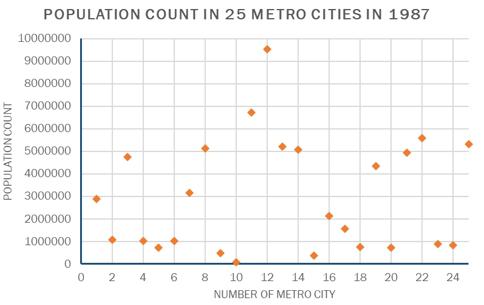 POPULATION COUNT IN 25 METRO CITIES IN 1987
10000000
9000000
8000000
7000000
6000000
5000000
4000000
3000000
2000000
1000000
0
POPULATION COUNT
0 2 4 6 8 10 12 14 16 18 20 22 24
NUMBER OF METRO CITY